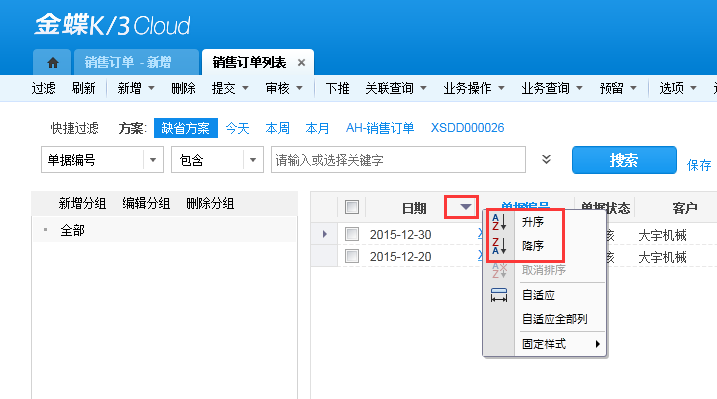 金蝶K/3 Cloud
销售订单 - 新增 销售订单列表 ×
过滤 刷新 新增 删除 提交 审核 下推 关联查询 业务操作 业务查询 预留 选项
快捷过滤 方案: 缺省方案 今天 本周 本月 AH-销售订单 XSDD000026
单据编号 包含 请输入或选择关键字 搜索 保存
新增分组 编辑分组 删除分组
全部
日期 单据编号 单据状态 客户
2015-12-30 X 核 大宇机械
2015-12-20 X 核 大宇机械
升序
降序
取消排序
自适应
自适应全部列
固定样式